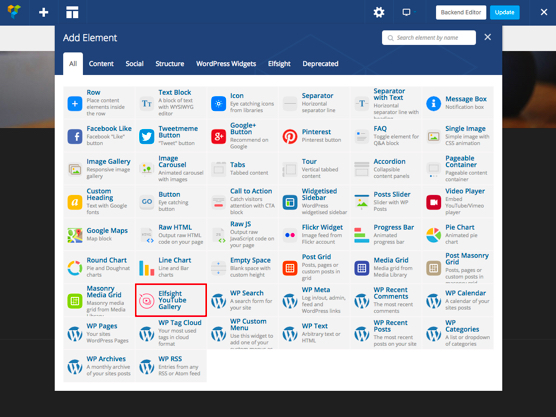 Backend Editor
Update
Add Element
Search element by name
All
Content
Social
Structure
WordPress Widgets
Elfsight
Deprecated
Row
Place content elements inside the row
Text Block
A block of text with WYSIWYG editor
Icon
Eye catching icons from libraries
Separator
Horizontal separator line
Separator with Text
Horizontal separator line with
Message Box
Notification box
Facebook Like
Facebook "Like" button
Tweetmeme Button
"Tweet" button
Google+ Button
Recommend on Google
Pinterest
Pinterest button
FAQ
Toggle element for Q&A block
Single Image
Simple image with CSS animation
Image Gallery
Responsive image gallery
Image Carousel
Animated carousel with images
Tabs
Tabbed content
Tour
Vertical tabbed content
Accordion
Collapsible content panels
Pageable Container
Pageable content container
Custom Heading
Text with Google fonts
GO
Button
Eye catching button
Call to Action
Catch visitors attention with CTA block
Widgetised Sidebar
WordPress widgetised sidebar
Posts Slider
Slider with WP Posts
Video Player
Embed YouTube/Vimeo player
Google Maps
Map block
Raw HTML
Output raw HTML code on your page
Raw JS
Output raw JavaScript code on your page
Flickr Widget
Image feed from Flickr account
Progress Bar
Animated progress bar
Pie Chart
Animated pie chart
Round Chart
Pie and Doughnat charts
Line Chart
Line and Bar charts
Empty Space
Blank space with custom height
Post Grid
Posts, pages or custom posts in grid
Media Grid
Media grid from Media Library
Post Masonry Grid
Posts, pages or custom posts in
Masonry Media Grid
Masonry media grid from Media
Elfsight YouTube Gallery
WP Search
A search form for your site
WP Meta
Log in/out, admin, feed and WordPress links
WP Recent Comments
The most recent comments
WP Calendar
A calendar of your sites posts
WP Pages
Your sites WordPress Pages
WP Tag Cloud
Your most used tags in cloud format
WP Custom Menu
Use this widget to add one of your
WP Text
Arbitrary text or HTML
WP Recent Posts
The most recent posts on your site
WP Categories
A list or dropdown of categories
WP Archives
A monthly archive of your sites posts
WP RSS
Entries from any RSS or Atom feed